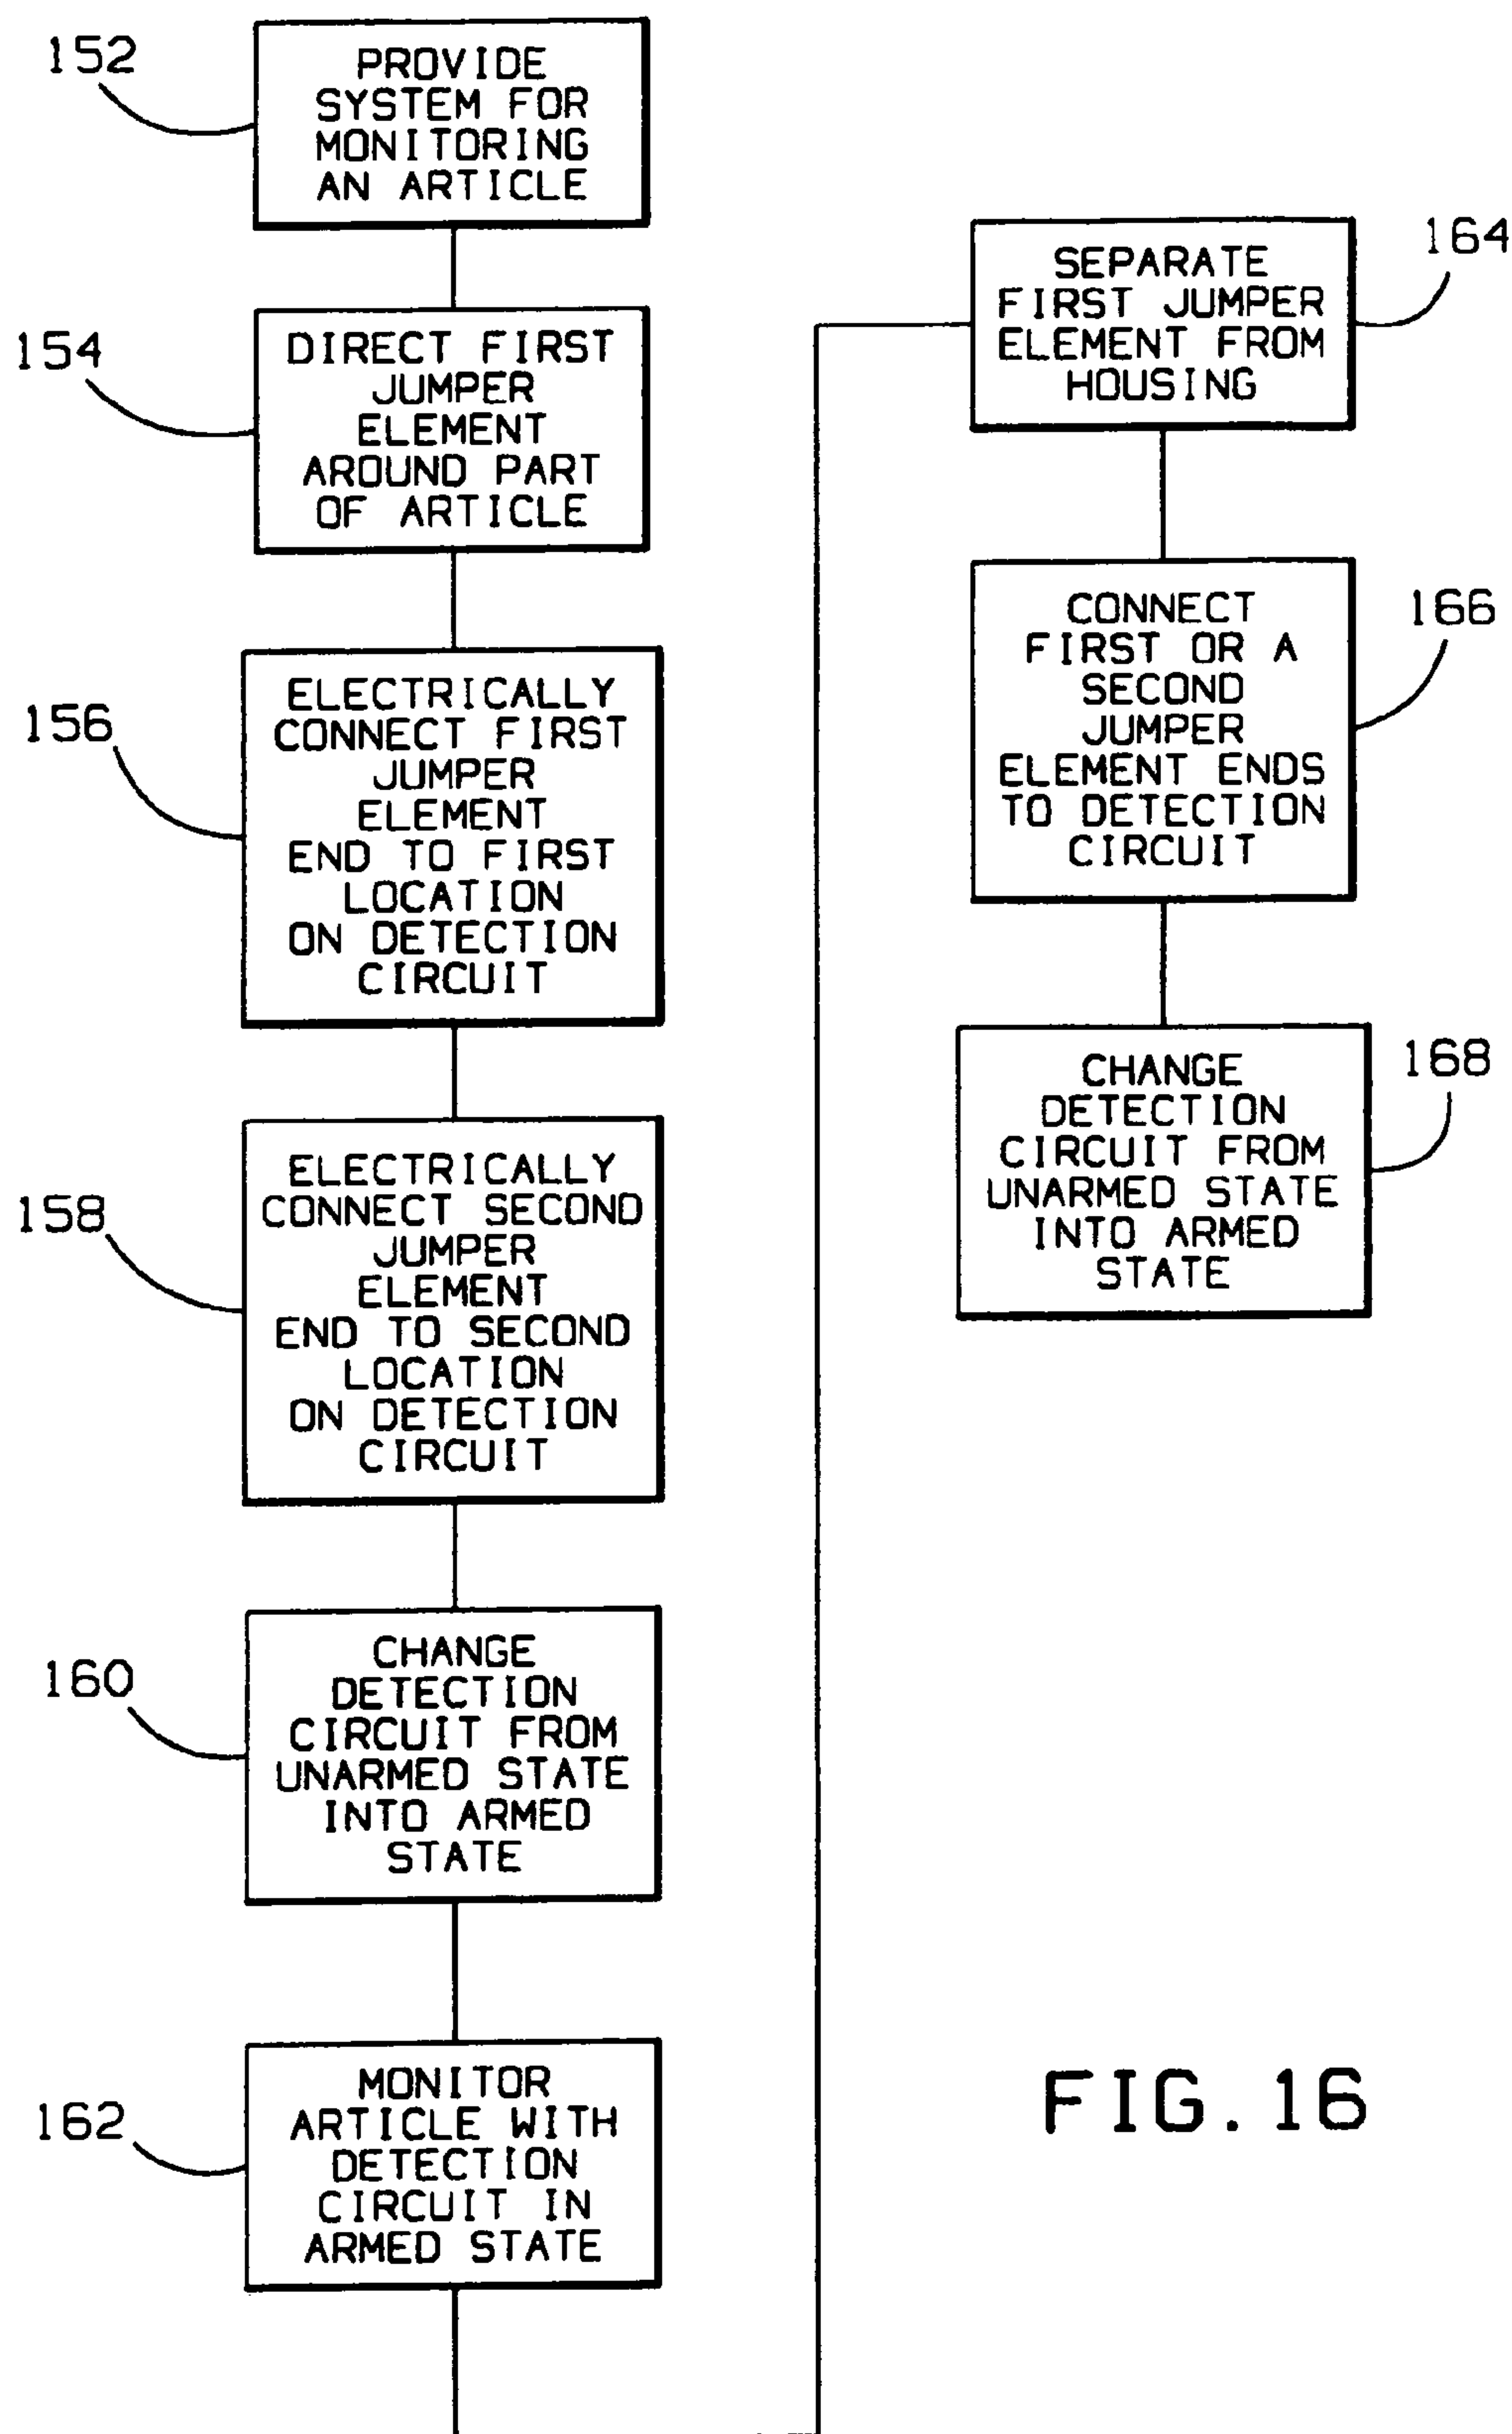 152
PROVIDE
SYSTEM FOR
MONITORING
AN ARTICLE
154
DIRECT FIRST
JUMPER
ELEMENT
AROUND PART
OF ARTICLE
156
ELECTRICALLY
CONNECT FIRST
JUMPER
ELEMENT
END TO FIRST
LOCATION
ON DETECTION
CIRCUIT
158
ELECTRICALLY
CONNECT SECOND
JUMPER
ELEMENT
END TO SECOND
LOCATION
ON DETECTION
CIRCUIT
160
CHANGE
DETECTION
CIRCUIT FROM
UNARMED STATE
INTO ARMED
STATE
162
MONITOR
ARTICLE WITH
DETECTION
CIRCUIT IN
ARMED STATE
164
SEPARATE
FIRST JUMPER
ELEMENT FROM
HOUSING
166
CONNECT
FIRST OR A
SECOND
JUMPER
ELEMENT ENDS
TO DETECTION
CIRCUIT
168
CHANGE
DETECTION
CIRCUIT FROM
UNARMED STATE
INTO ARMED
STATE
FIG.16